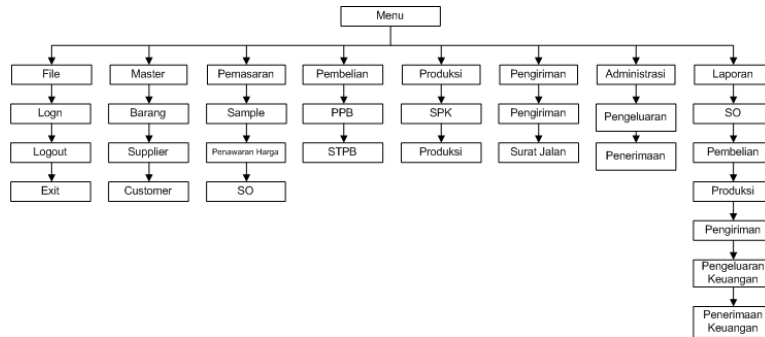 Menu
File
Master
Pemasaran
Pembelian
Produksi
Pengiriman
Administrasi
Laporan
Logn
Barang
Sample
PPB
SPK
Pengiriman
Pengeluaran
SO
Logout
Supplier
Penawaran Harga
STPB
Produksi
Surat Jalan
Penerimaan
Pembelian
Exit
Customer
SO
Produksi
Pengiriman
Pengeluaran
Keuangan
Penerimaan
Keuangan